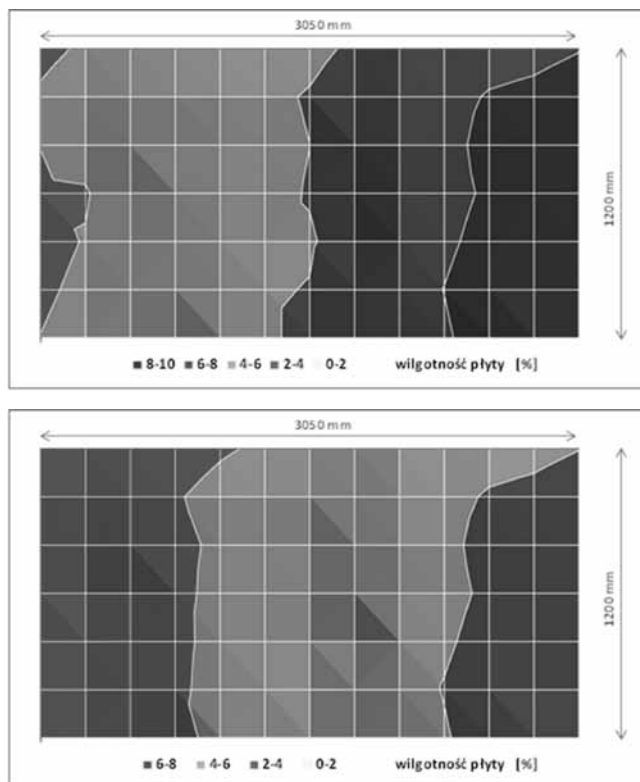 3050 mm
1200 mm
8-10 6-8 4-6 2-4 0-2 wilgotność płyty [%]
3050 mm
1200 mm
6-8 4-6 2-4 0-2 wilgotność płyty [%]